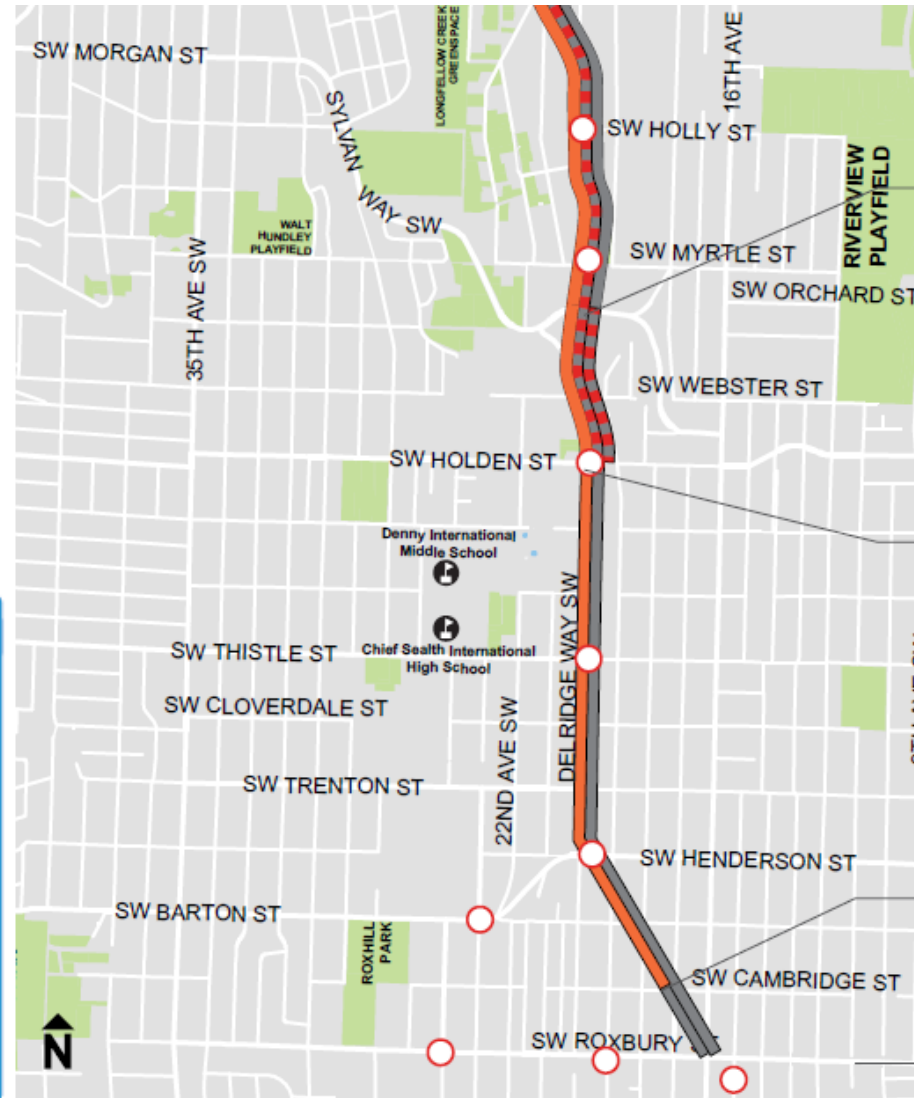 SW MORGAN ST
LONGFELLOW CREEK
GREENSPACE
16TH AVE
SYLVAN WAY SW
SW HOLLY ST
RIVERVIEW
PLAYFIELD
WALT
HUNDLEY
PLAYFIELD
35TH AVE SW
SW MYRTLE ST
SW ORCHARD ST
SW WEBSTER ST
SW HOLDEN ST
Denny International
Middle School
DELRIDGE WAY SW
SW THISTLE ST
Chief Sealth International
High School
SW CLOVERDALE ST
22ND AVE SW
SW TRENTON ST
SW HENDERSON ST
SW BARTON ST
ROXHILL
PARK
SW CAMBRIDGE ST
N
SW ROXBURY ST